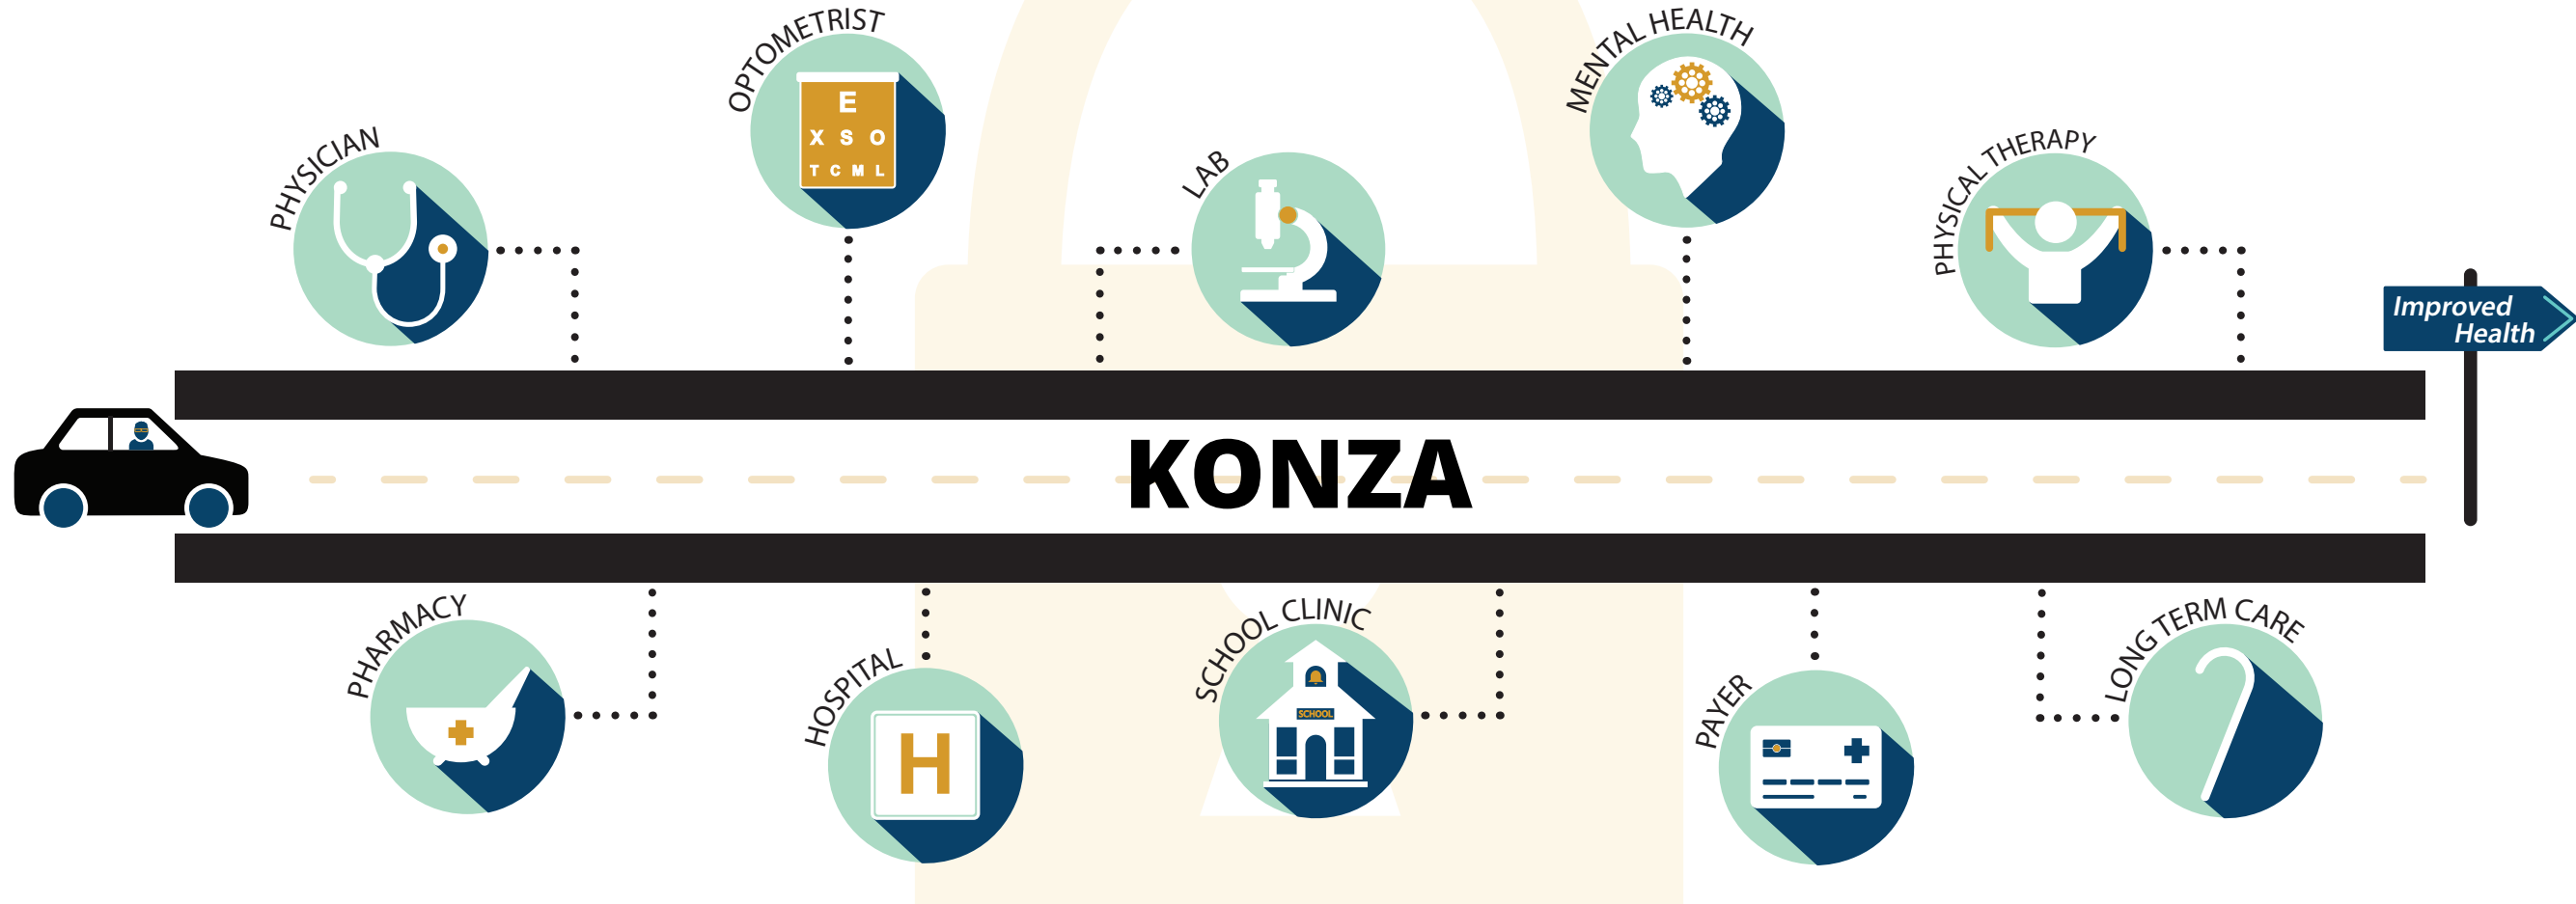 OPTOMETRIST
MENTAL HEALTH
E
X S O
T C M L
PHYSICIAN
LAB
PHYSICAL THERAPY
Improved
Health
KONZA
PHARMACY
HOSPITAL
H
SCHOOL CLINIC
SCHOOL
PAYER
LONG TERM CARE